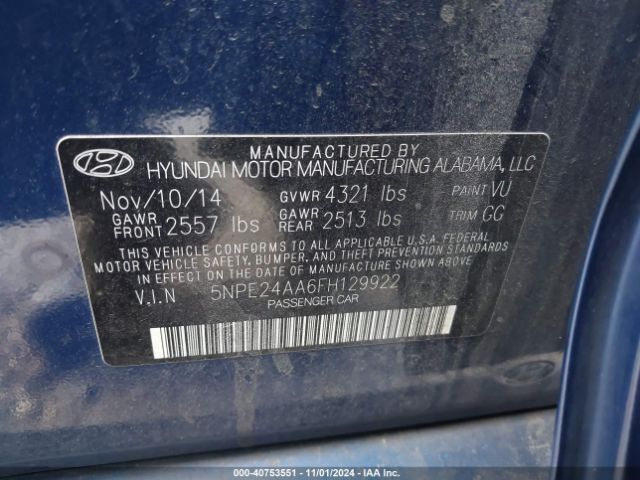 MANUFACTURED BY
HYUNDAI MOTOR MANUFACTURING ALABAMA, LLC
Nov/10/14 GVWR 4321 lbs PAINT VU
GAWR FRONT 2557 lbs GAWR REAR 2513 lbs TRIM GG
THIS VEHICLE CONFORMS TO ALL APPLICABLE U.S.A. FEDERAL
MOTOR VEHICLE SAFETY, BUMPER, AND THEFT PREVENTION STANDARDS
IN EFFECT ON THE DATE OF MANUFACTURE SHOWN ABOVE.
V.I.N 5NPE24AA6FH129922
PASSENGER CAR
000-40753551 - 11/01/2024 - IAA Inc.